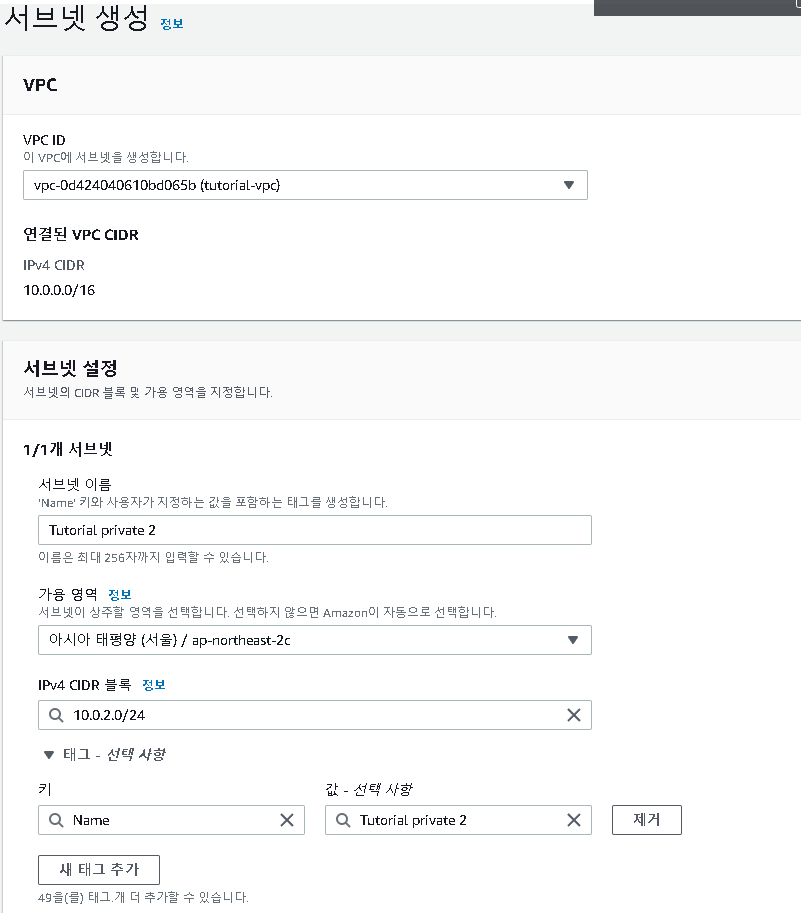 서브넷 생성 정보
VPC
VPC ID
이 VPC에 서브넷을 생성합니다.
vpc-0d424040610bd065b (tutorial-vpc)
연결된 VPC CIDR
IPv4 CIDR
10.0.0.0/16
서브넷 설정
서브넷의 CIDR 블록 및 가용 영역을 지정합니다.
1/1개 서브넷
서브넷 이름
'Name' 키와 사용자가 지정하는 값을 포함하는 태그를 생성합니다.
Tutorial private 2
이름은 최대 256자까지 입력할 수 있습니다.
가용 영역 정보
서브넷이 상주할 영역을 선택합니다. 선택하지 않으면 Amazon이 자동으로 선택합니다.
아시아 태평양 (서울) / ap-northeast-2c
IPv4 CIDR 블록 정보
10.0.2.0/24
태그 - 선택 사항
키 값 - 선택 사항
Name Tutorial private 2 제거
새 태그 추가
49을(를) 태그.개 더 추가할 수 있습니다.